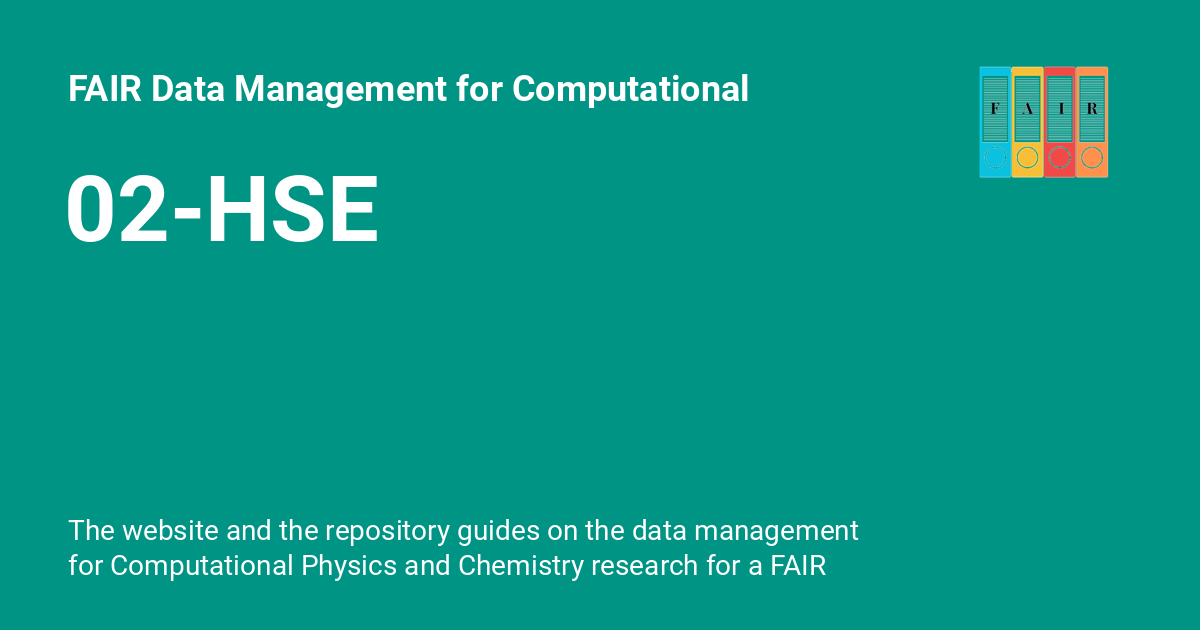 FAIR Data Management for Computational
F A I R
02-HSE
The website and the repository guides on the data management
for Computational Physics and Chemistry research for a FAIR